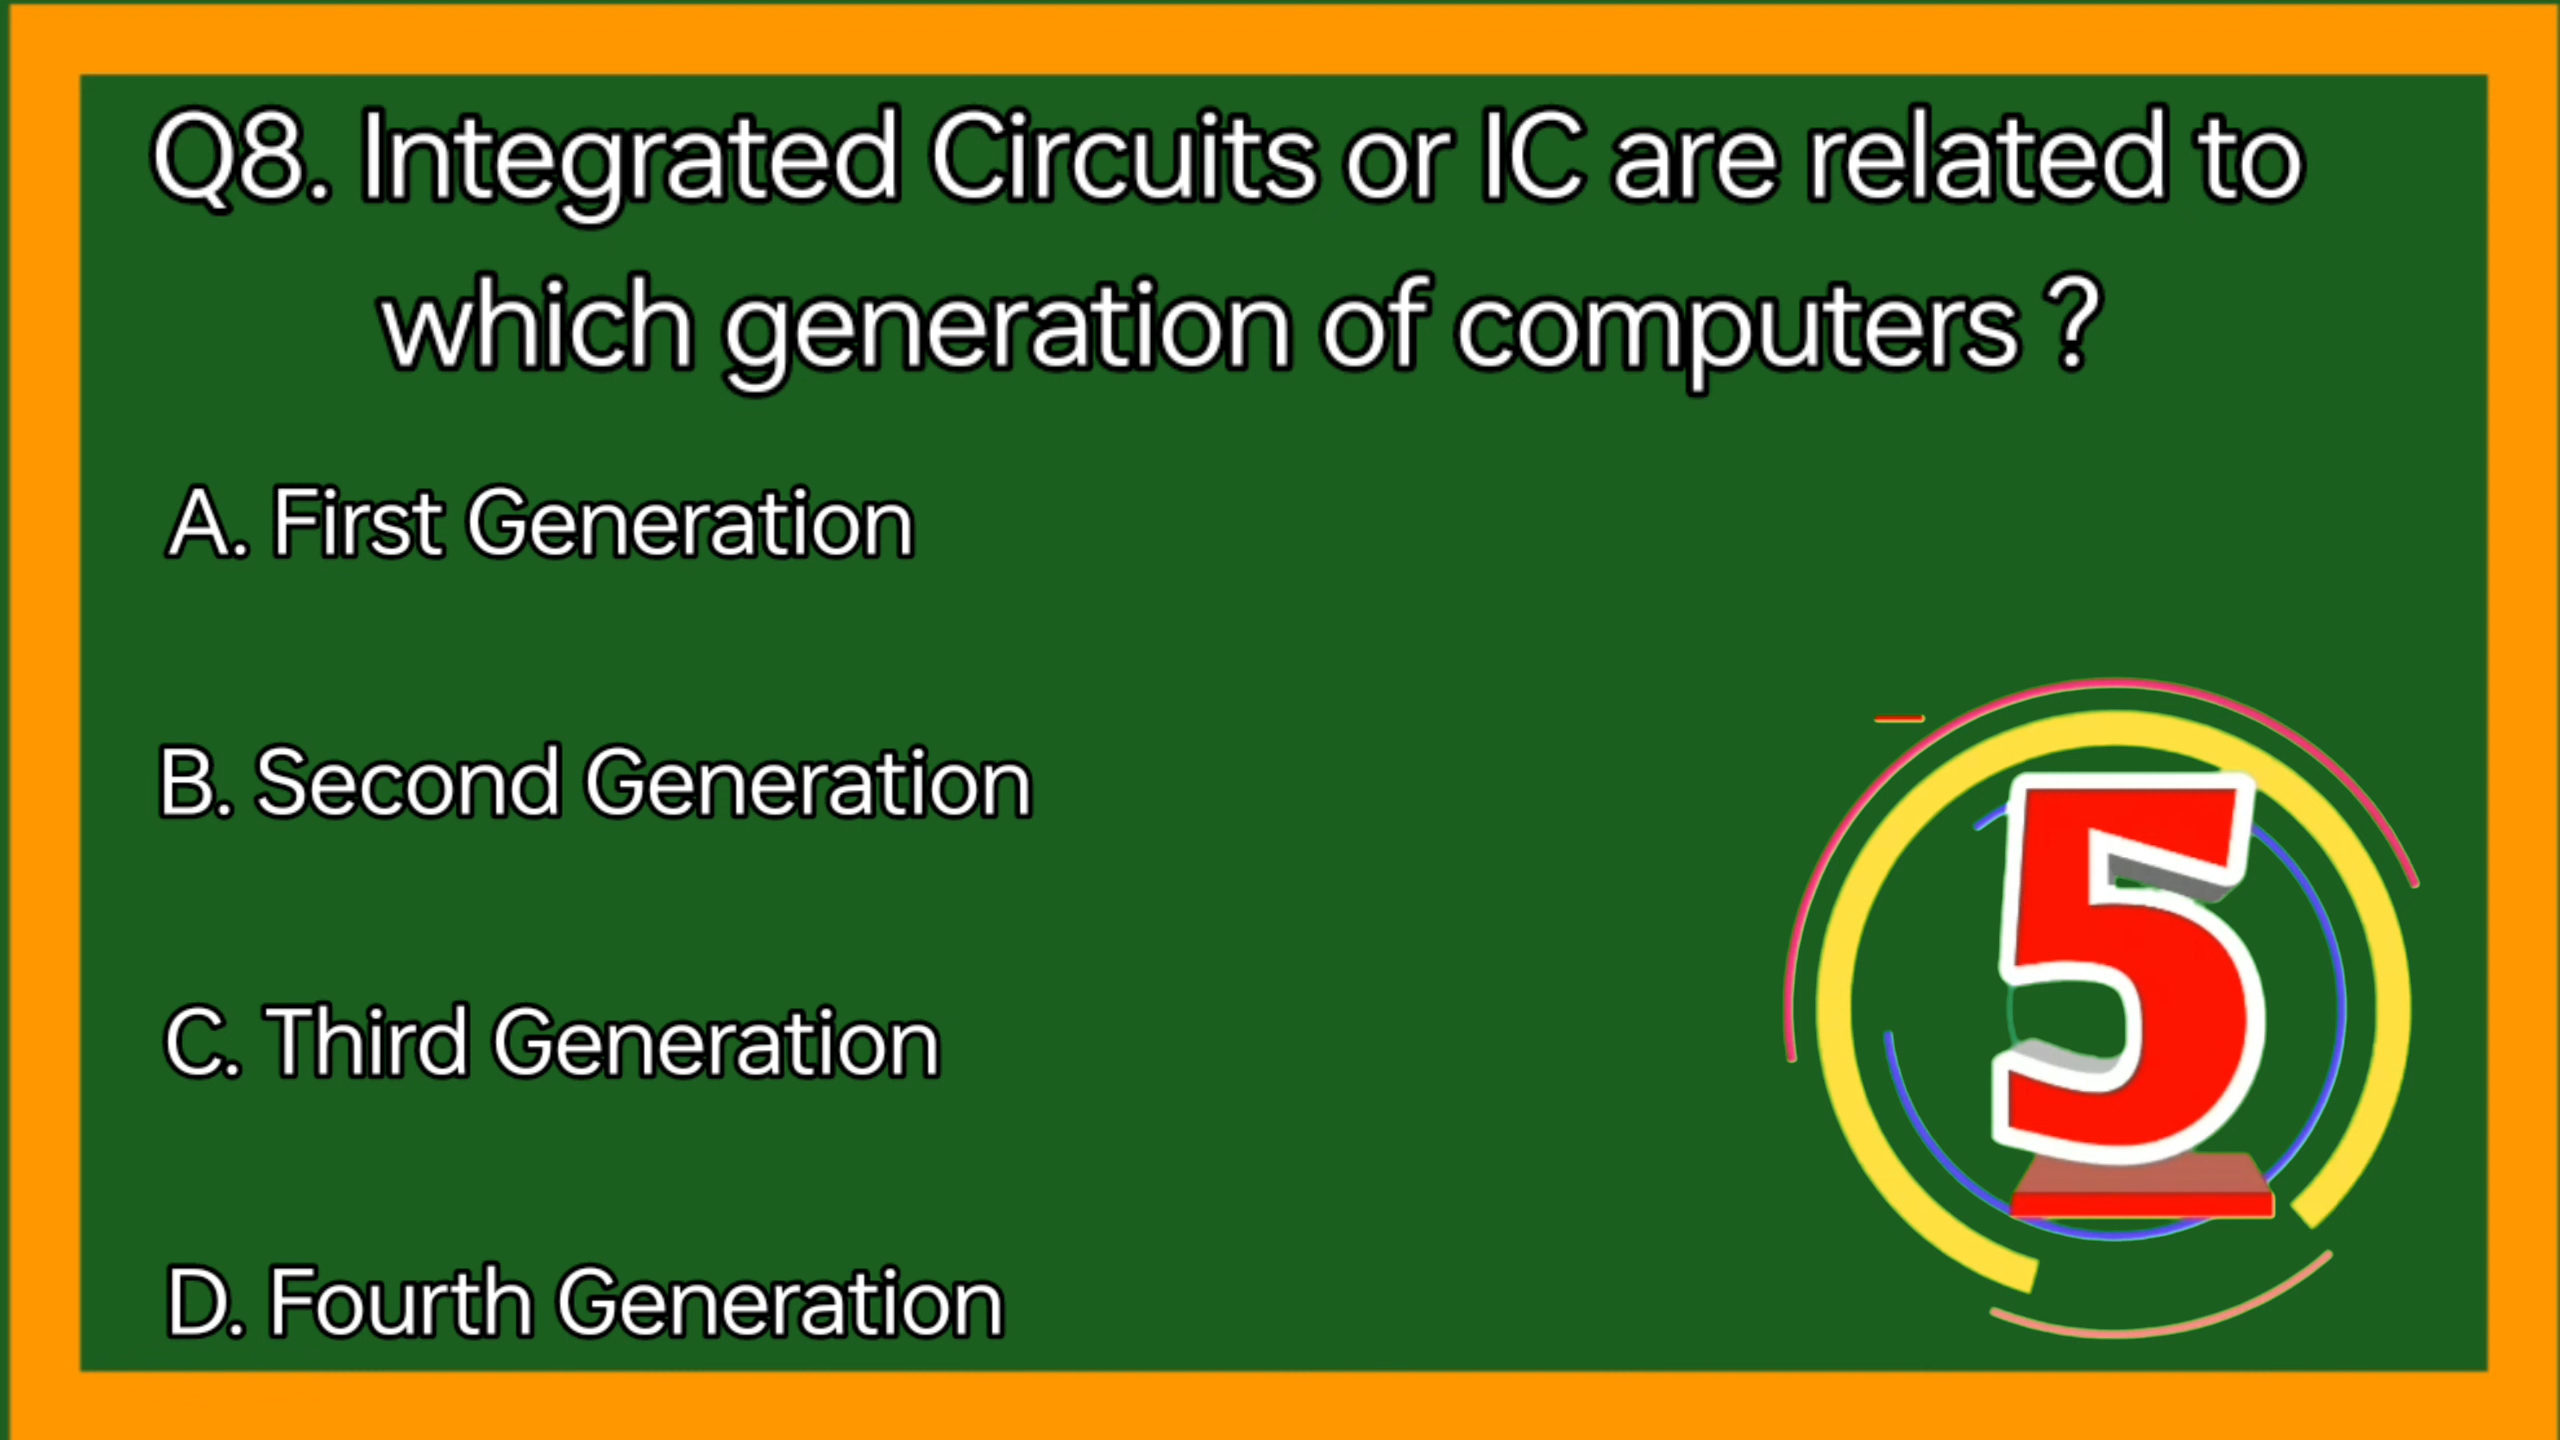 Q8. Integrated Circuits or IC are related to
which generation of computers ?
A. First Generation
B. Second Generation
C. Third Generation
D. Fourth Generation
5